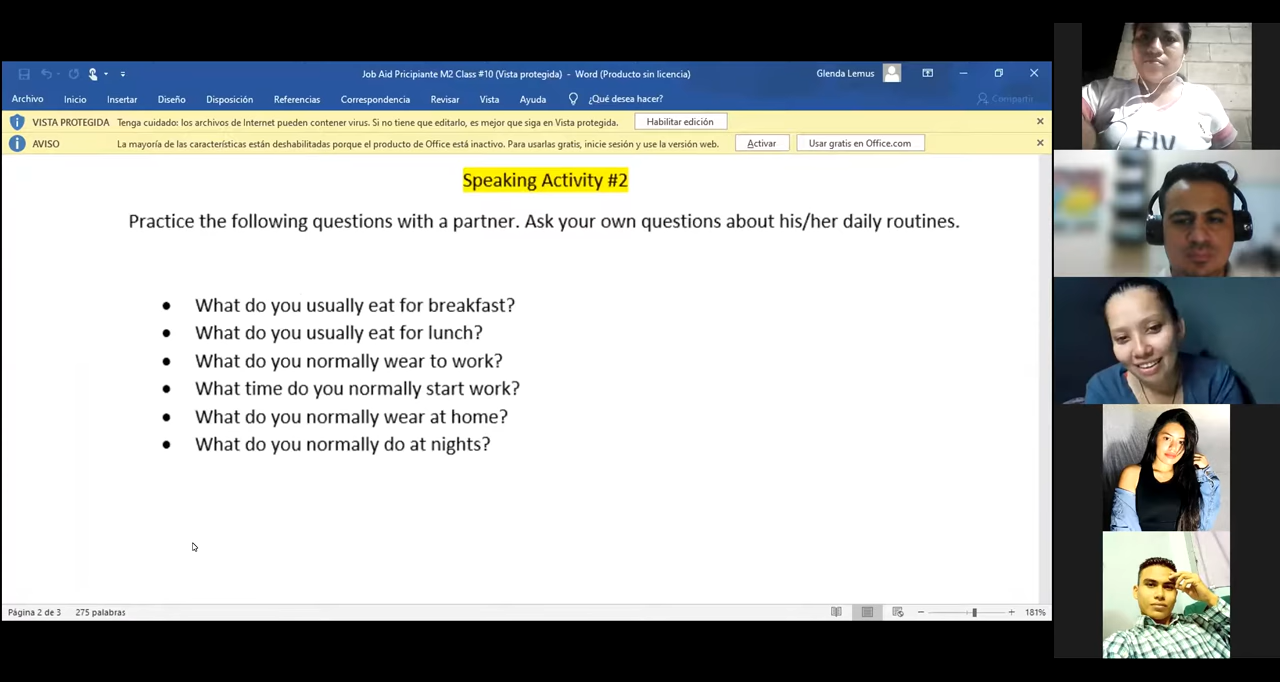 Job Aid Pricipiante M2 Class #10 (Vista protegida) - Word (Producto sin licencia)
Glenda Lemus
Archivo Inicio Insertar Diseño Disposición Referencias Correspondencia Revisar Vista Ayuda ¿Qué desea hacer? Compartir
VISTA PROTEGIDA Tenga cuidado: los archivos de Internet pueden contener virus. Si no tiene que editarlo, es mejor que siga en Vista protegida. Habilitar edición
AVISO La mayoría de las características están deshabilitadas porque el producto de Office está inactivo. Para usarlas gratis, inicie sesión y use la versión web. Activar Usar gratis en Office.com
Speaking Activity #2
Practice the following questions with a partner. Ask your own questions about his/her daily routines.
• What do you usually eat for breakfast?
• What do you usually eat for lunch?
• What do you normally wear to work?
• What time do you normally start work?
• What do you normally wear at home?
• What do you normally do at nights?
Página 2 de 3 275 palabras
181%